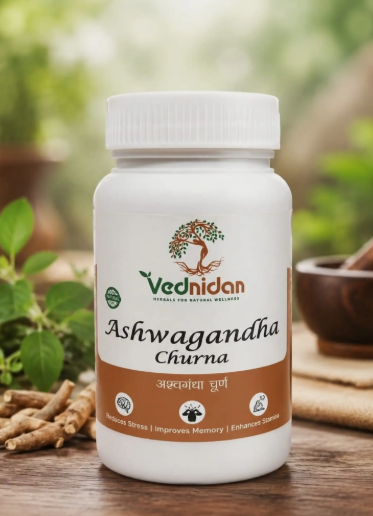 Vednidan
HERBALS FOR NATURAL WELLNESS
Ashwagandha
Churna
अश्वगंधा चूर्ण
Reduces Stress | Improves Memory | Enhances Stamina